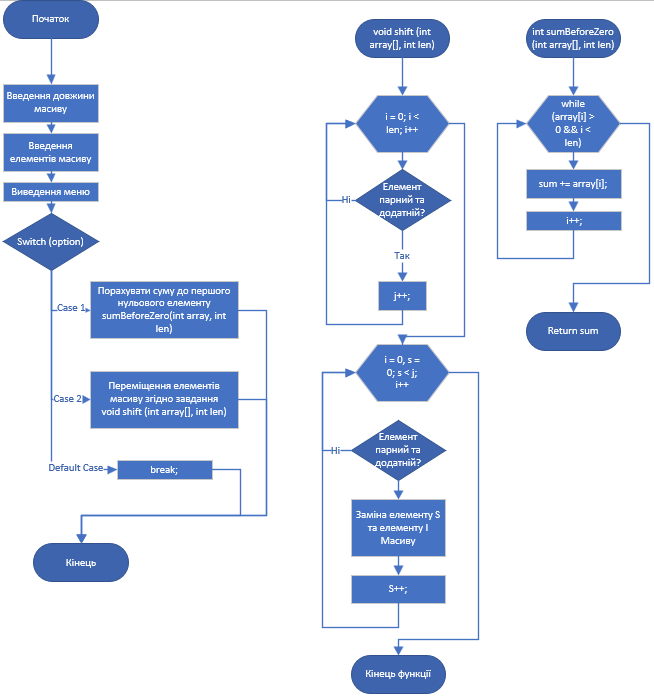 Початок
Введення довжини
масиву
Введення
елементів масиву
Виведення меню
Switch (option)
Case 1
Порахувати суму до першого
нульового елементу
sumBeforeZero(int array, int
len)
Case 2
Переміщення елементів
масиву згідно завдання
void shift (int array[], int len)
Default Case
break;
Кінець
void shift (int
array[], int len)
i = 0; i <
len; i++
Елемент
парний та
додатній?
Ні
Так
j++;
i = 0, s =
0; s < j;
i++
Елемент
парний та
додатній?
Ні
Заміна елементу S
та елементу I
Масиву
S++;
Кінець функції
int sumBeforeZero
(int array[], int len)
while
(array[i] >
0 && i <
len)
sum += array[i];
i++;
Return sum